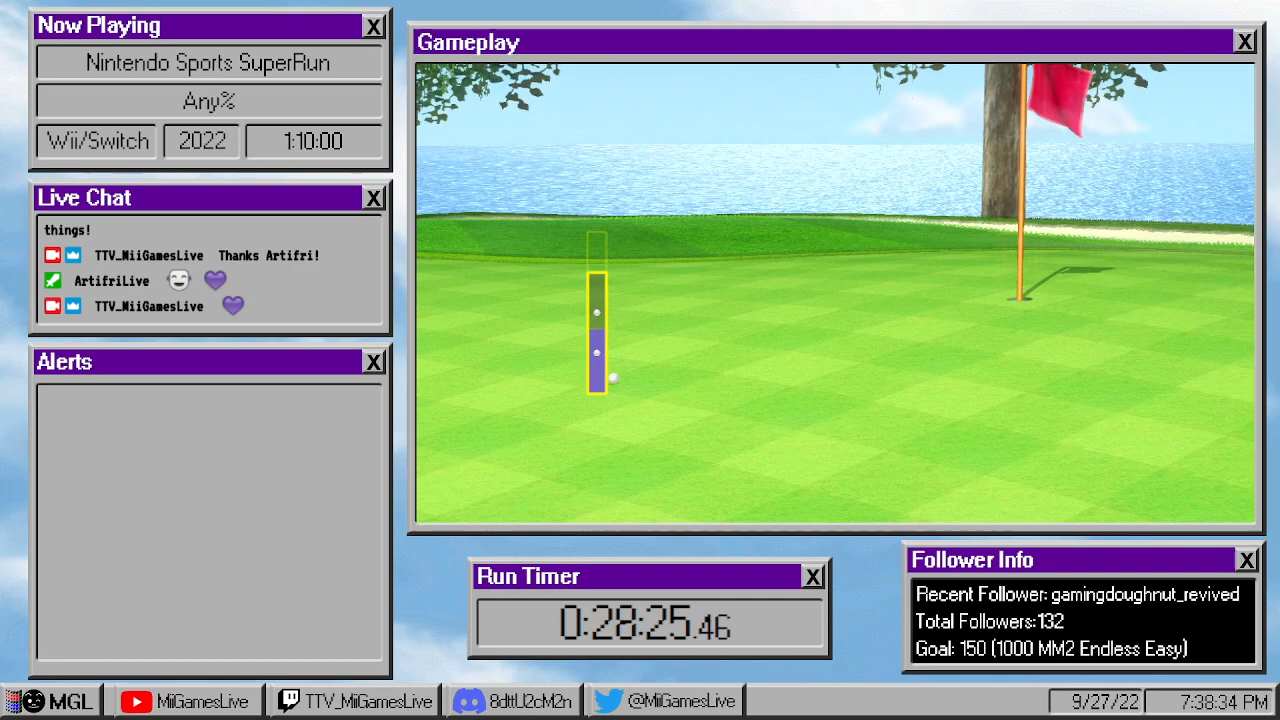 Now Playing
X
Nintendo Sports SuperRun
Any%
Wii/Switch
2022
1:10:00
Live Chat
X
things!
TTV_MiiGamesLive Thanks Artifri!
ArtifriLive
TTV_MiiGamesLive
Alerts
X
Gameplay
X
Run Timer
X
0:28:25.46
Follower Info
X
Recent Follower: gamingdoughnut_revived
Total Followers:132
Goal: 150 (1000 MM2 Endless Easy)
MGL
MiiGamesLive
TTV_MiiGamesLive
8dttU2cM2n
@MiiGamesLive
9/27/22
7:38:34 PM